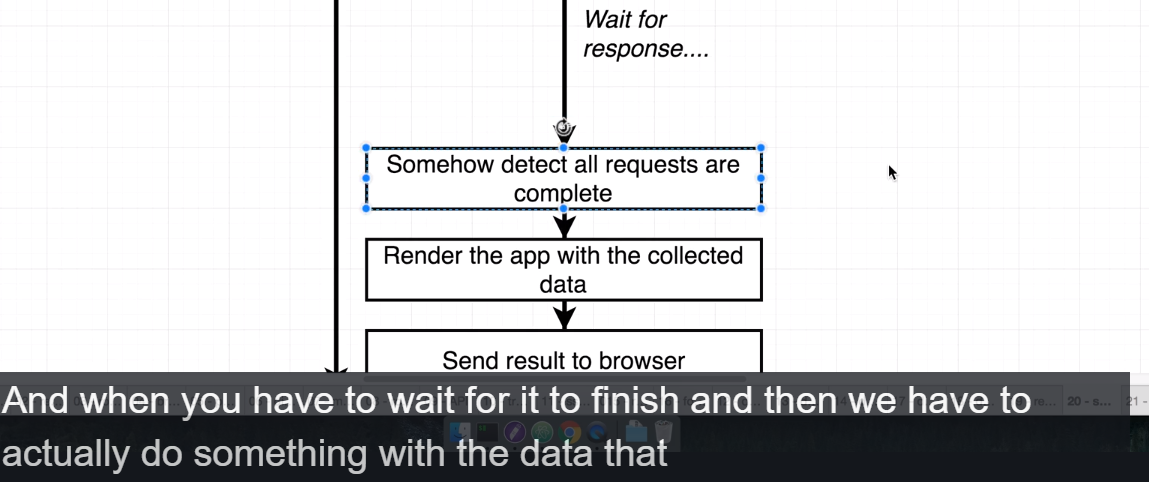 Wait for
response....
Somehow detect all requests are
complete
Render the app with the collected
data
Send result to browser
And when you have to wait for it to finish and then we have to
actually do something with the data that